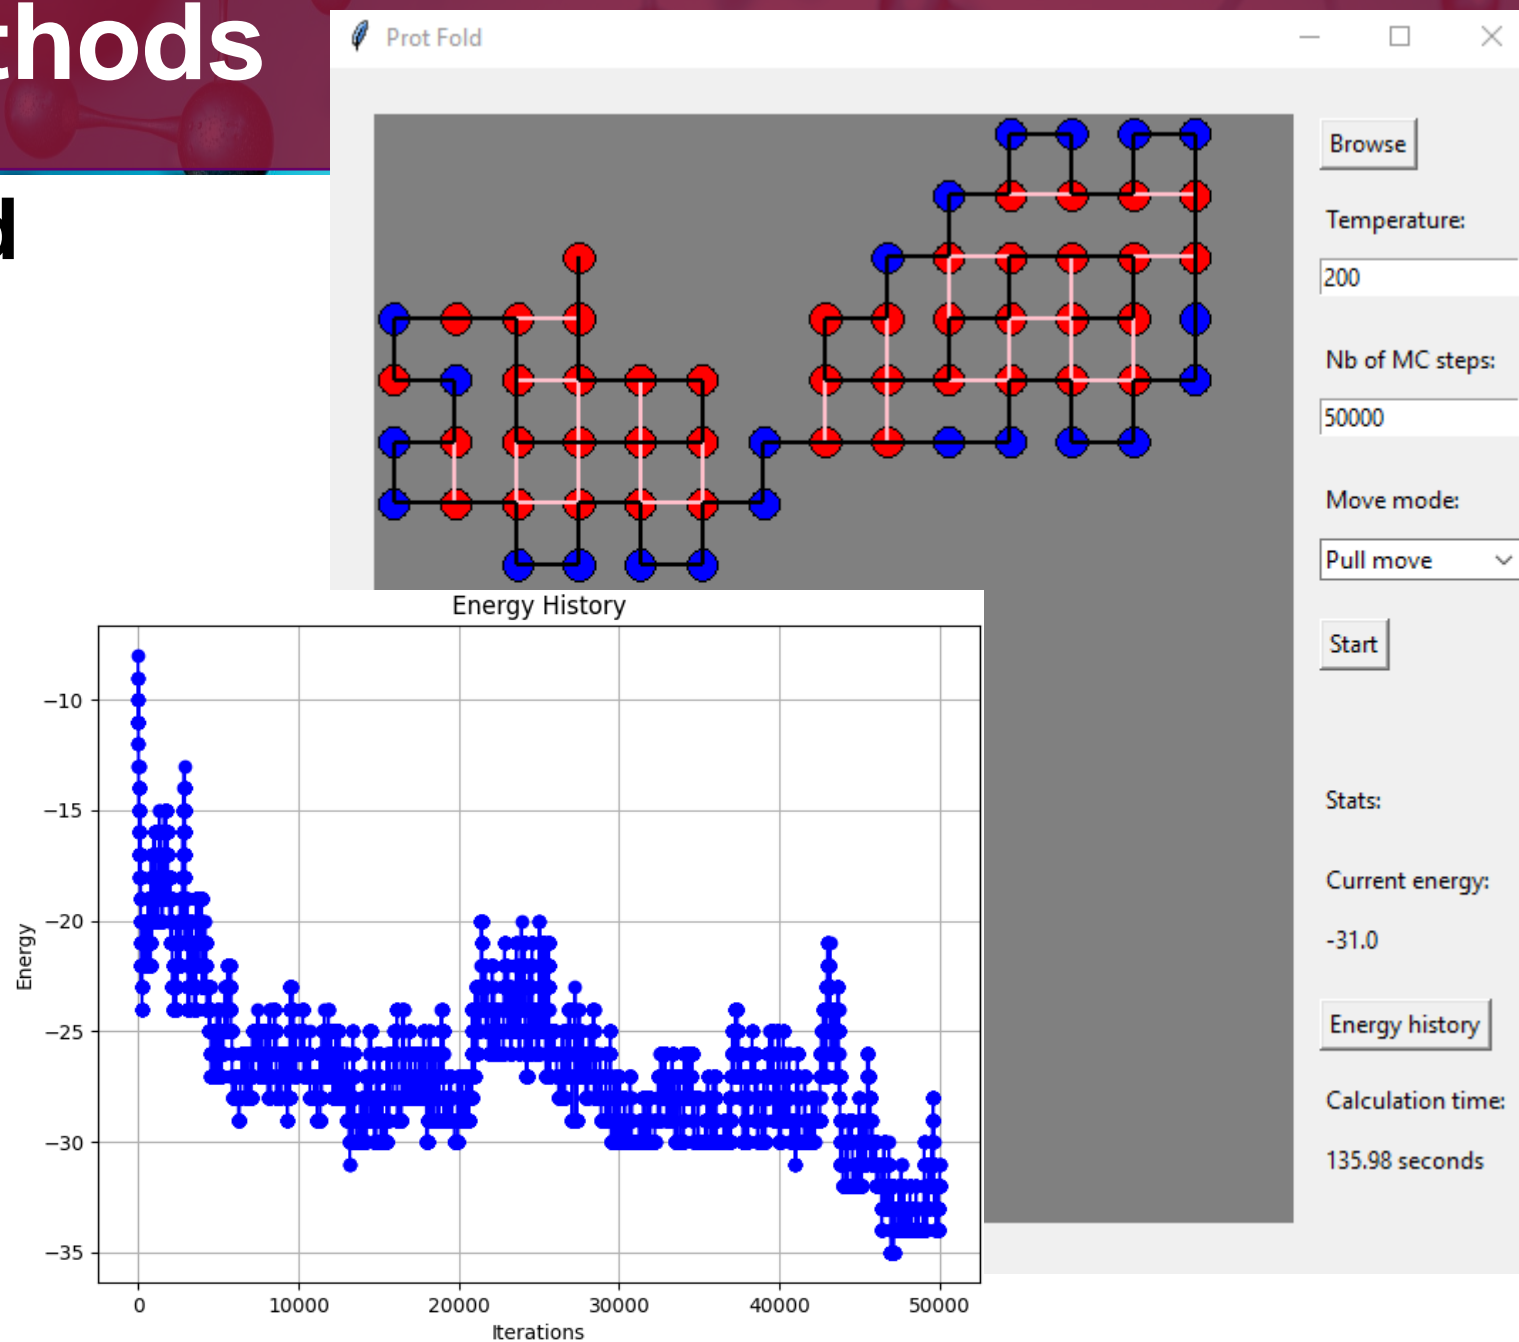 thods
d
Prot Fold
Browse
Temperature:
200
Nb of MC steps:
50000
Move mode:
Pull move
Start
Stats:
Current energy:
-31.0
Energy history
Calculation time:
135.98 seconds
Energy History
−10
−15
−20
−25
−30
−35
Energy
0 10000 20000 30000 40000 50000
Iterations